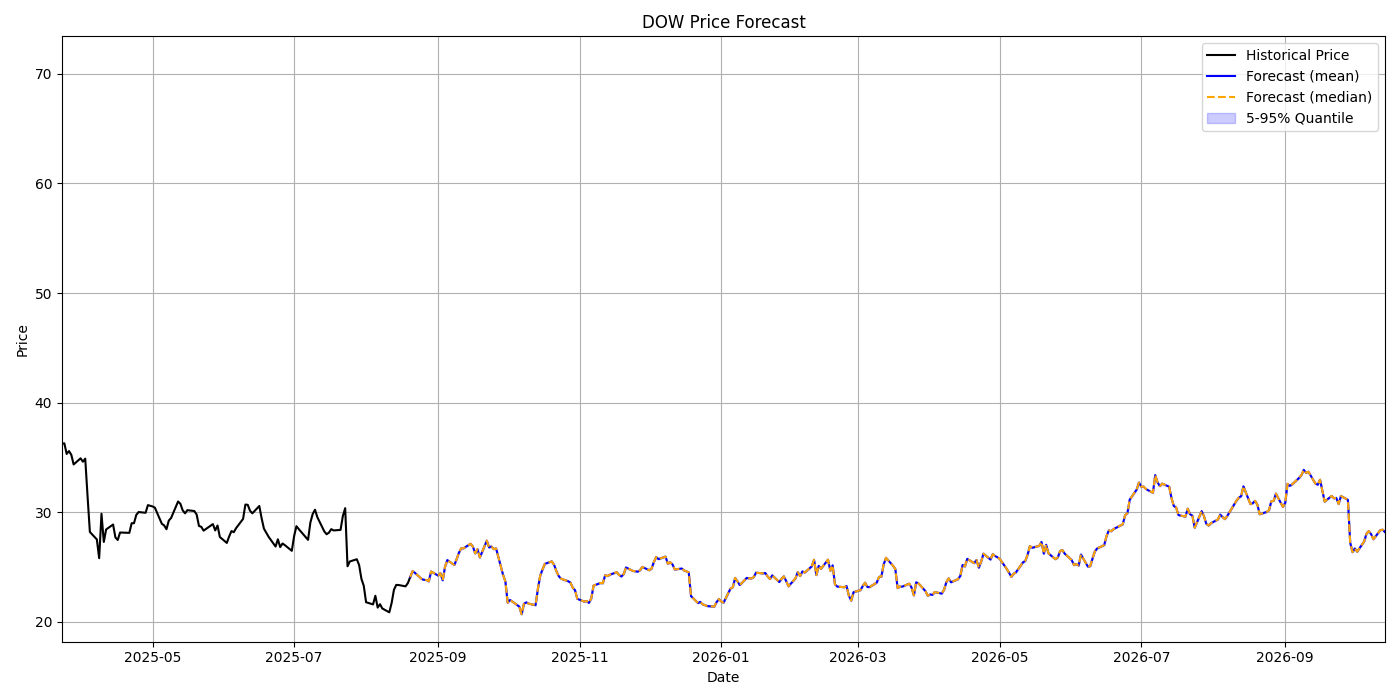 DOW Price Forecast
Historical Price
Forecast (mean)
Forecast (median)
5-95% Quantile
Price
70
60
50
40
30
20
2025-05
2025-07
2025-09
2025-11
2026-01
2026-03
2026-05
2026-07
2026-09
Date